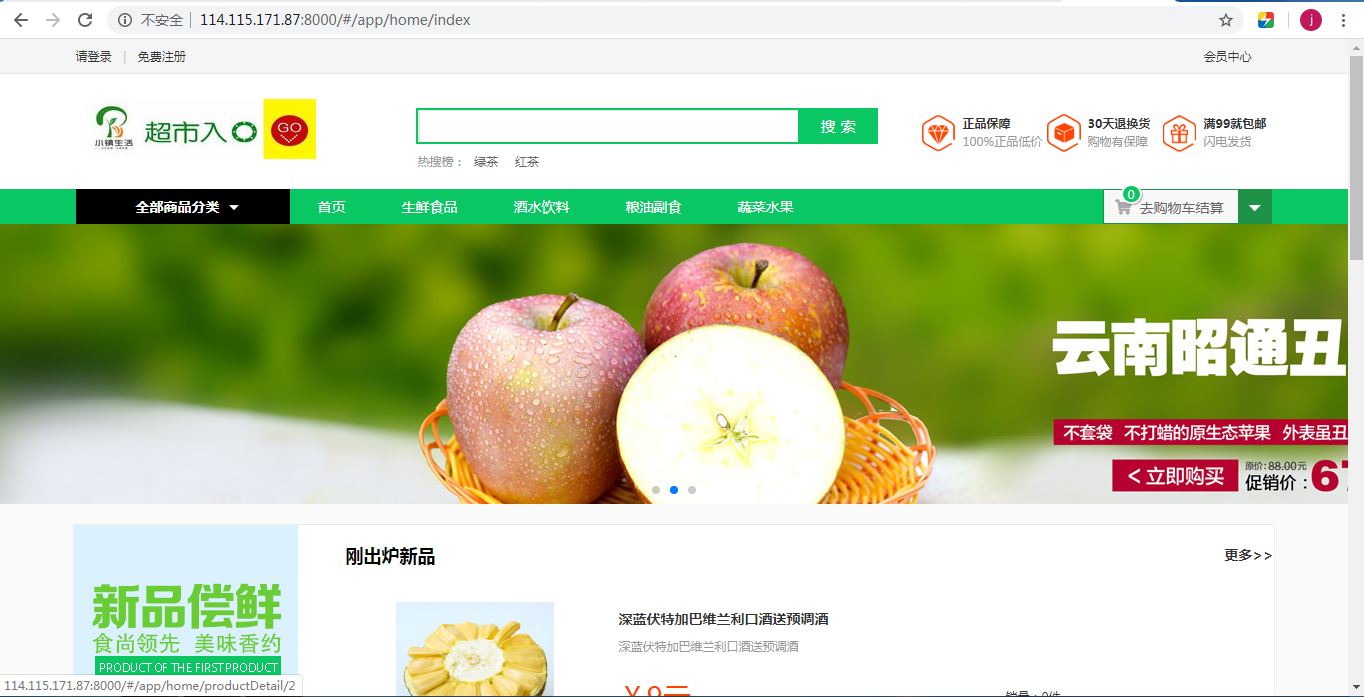 不安全 114.115.171.87:8000/#/app/home/index
j
请登录 | 免费注册 会员中心
小镇生活 超市入口 GO
搜 索
正品保障 30天退换货 满99就包邮
100%正品低价 购物有保障 闪电发货
热搜榜： 绿茶 红茶
全部商品分类 首页 生鲜食品 酒水饮料 粮油副食 蔬菜水果 0 去购物车结算
云南昭通丑
不套袋 不打蜡的原生态苹果 外表虽丑
< 立即购买 原价: 88.00元
促销价：67
刚出炉新品 更多>>
新品偿鲜
食尚领先 美味香约
PRODUCT OF THE FIRSTPRODUCT
深蓝伏特加巴维兰利口酒送预调酒
深蓝伏特加巴维兰利口酒送预调酒
¥ 9元 销量：0件
114.115.171.87:8000/#/app/home/productDetail/2